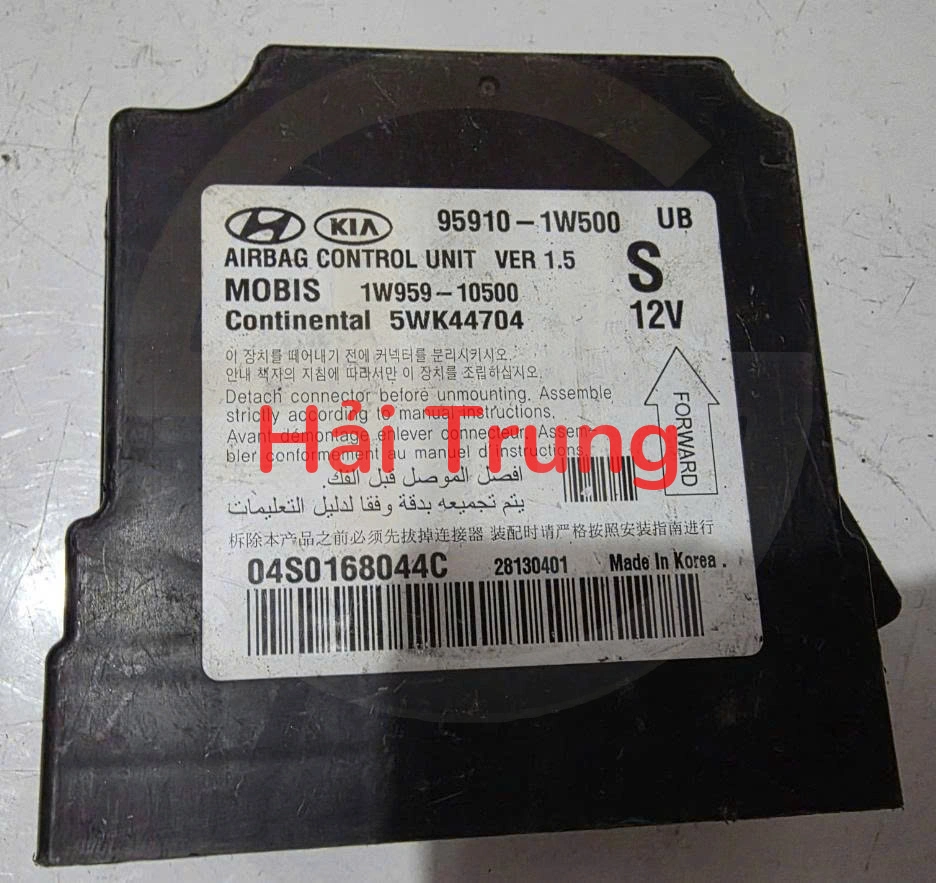 KIA 95910-1W500 UB
AIRBAG CONTROL UNIT VER 1.5 S
MOBIS 1W959-10500
Continental 5WK44704 12V
이 장치를 떼어내기 전에 커넥터를 분리시키시오.
안내 책자의 지침에 따라서만 이 장치를 조립하십시오.
Detach connector before unmounting. Assemble
strictly according to manual instructions.
Avant démontage enlever connecteur. Assem-
bler conformement au manuel d'instructions.
Hải Trung
FORWARD
افصل الموصل قبل الفك.
يتم تجميعه بدقة وفقا لدليل التعليمات
拆除本产品之前必须先拔掉连接器 装配时请严格按照安装指南进行
04S0168044C 28130401 Made In Korea.